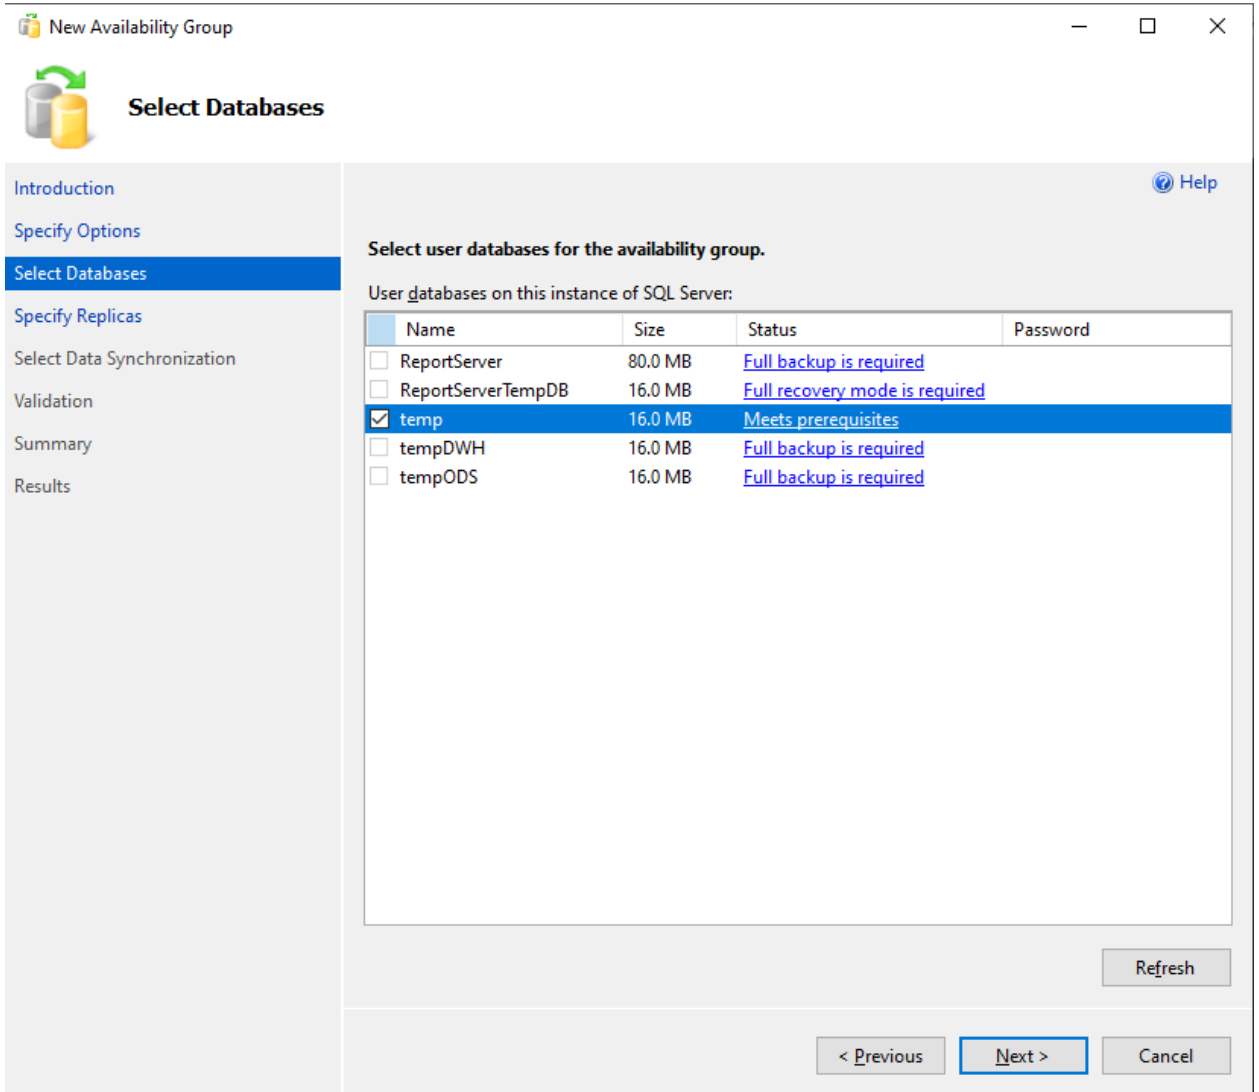 New Availability Group
Select Databases
Introduction
Specify Options
Select Databases
Specify Replicas
Select Data Synchronization
Validation
Summary
Results
Help
Select user databases for the availability group.
User databases on this instance of SQL Server:
Name Size Status Password
ReportServer 80.0 MB Full backup is required
ReportServerTempDB 16.0 MB Full recovery mode is required
temp 16.0 MB Meets prerequisites
tempDWH 16.0 MB Full backup is required
tempODS 16.0 MB Full backup is required
Refresh
< Previous Next > Cancel